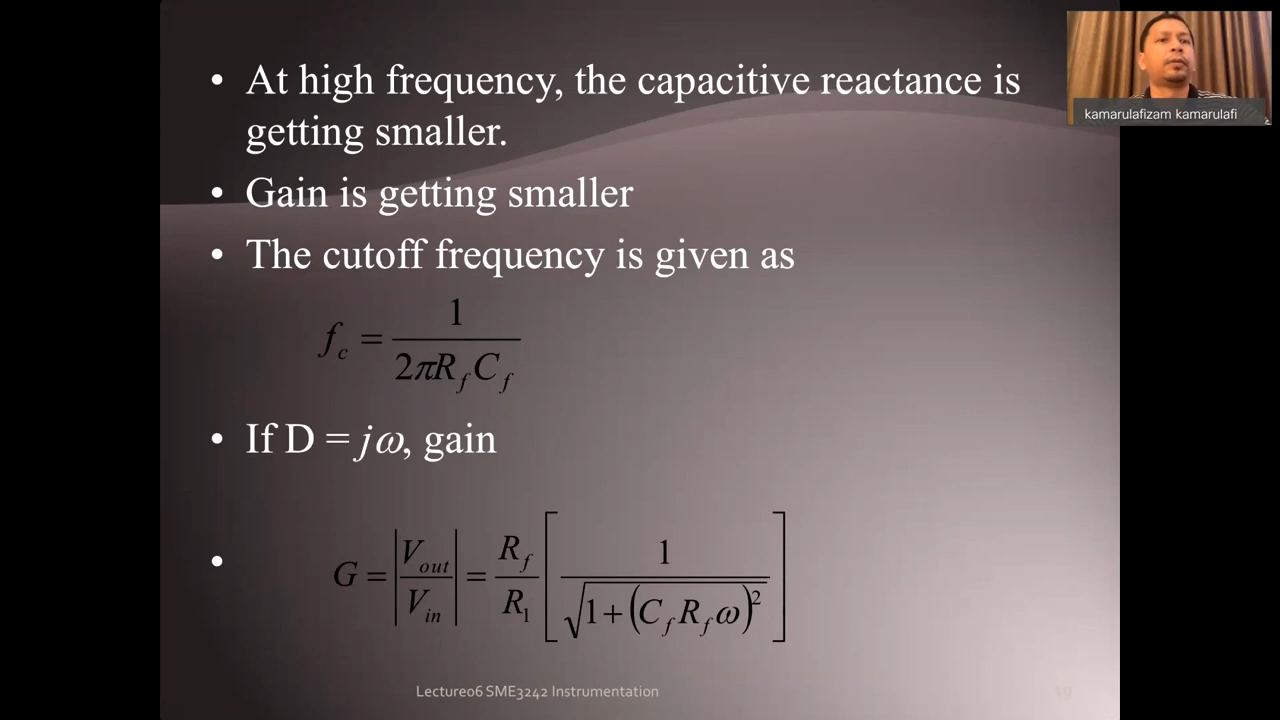 • At high frequency, the capacitive reactance is
getting smaller.
• Gain is getting smaller
• The cutoff frequency is given as
f_c = 1 / (2πR_f C_f)
• If D = jω, gain
• G = |V_out / V_in| = R_f / R_1 [ 1 / √(1 + (C_f R_f ω)²) ]
Lecture06 SME3242 Instrumentation
kamarulafizam kamarulafi